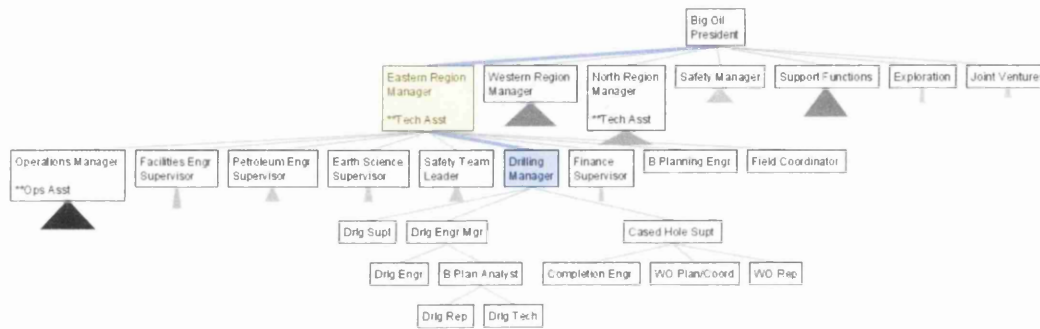 Big Oil
President
Eastern Region
Manager
**Tech Asst
Western Region
Manager
North Region
Manager
**Tech Asst
Safety Manager
Support Functions
Exploration
Joint Ventures
Operations Manager
**Ops Asst
Facilities Engr
Supervisor
Petroleum Engr
Supervisor
Earth Science
Supervisor
Safety Team
Leader
Drilling
Manager
Finance
Supervisor
B Planning Engr
Field Coordinator
Drlg Supt
Drlg Engr Mgr
Cased Hole Supt
Drlg Engr
B Plan Analyst
Completion Engr
WO Plan/Coord
WO Rep
Drlg Rep
Drlg Tech